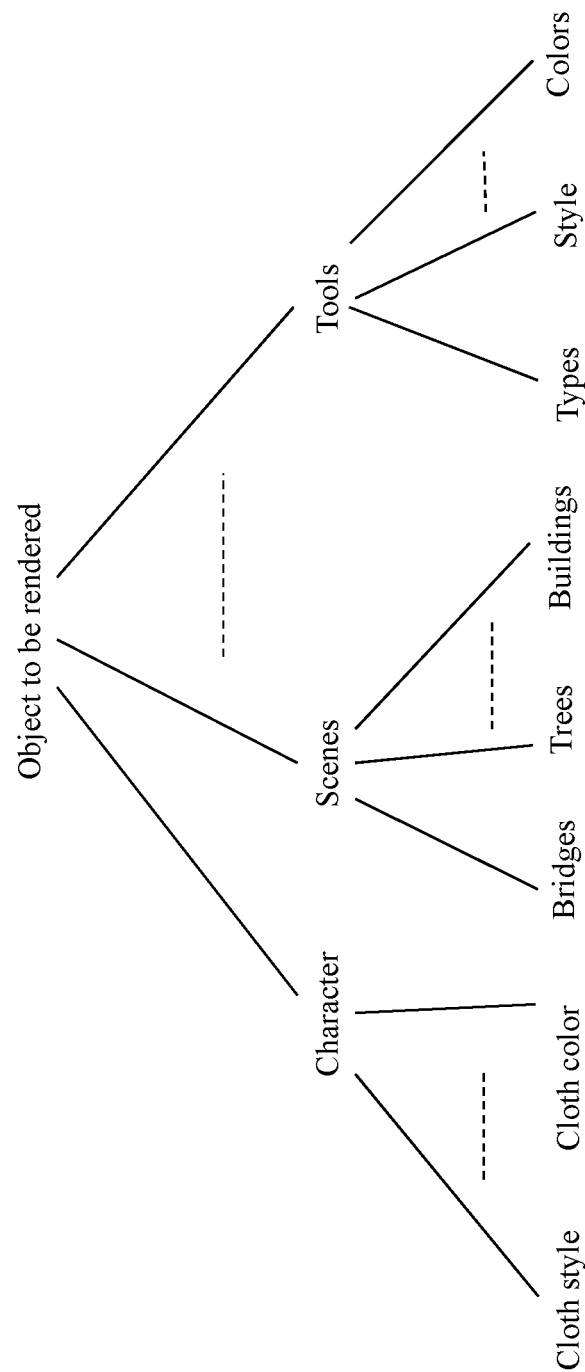 Object to be rendered
Character
Scenes
Tools
Cloth style
Cloth color
Bridges
Trees
Buildings
Types
Style
Colors